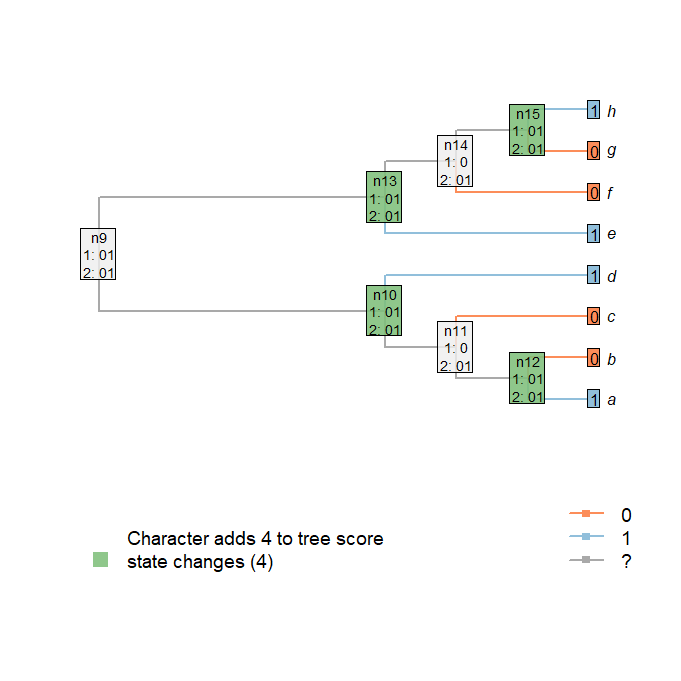 n15
1: 01
2: 01
1 h
0 g
n14
1: 0
2: 01
0 f
n13
1: 01
2: 01
1 e
n9
1: 01
2: 01
1 d
n10
1: 01
2: 01
0 c
n11
1: 0
2: 01
0 b
n12
1: 01
2: 01
1 a
Character adds 4 to tree score
state changes (4)
0
1
?